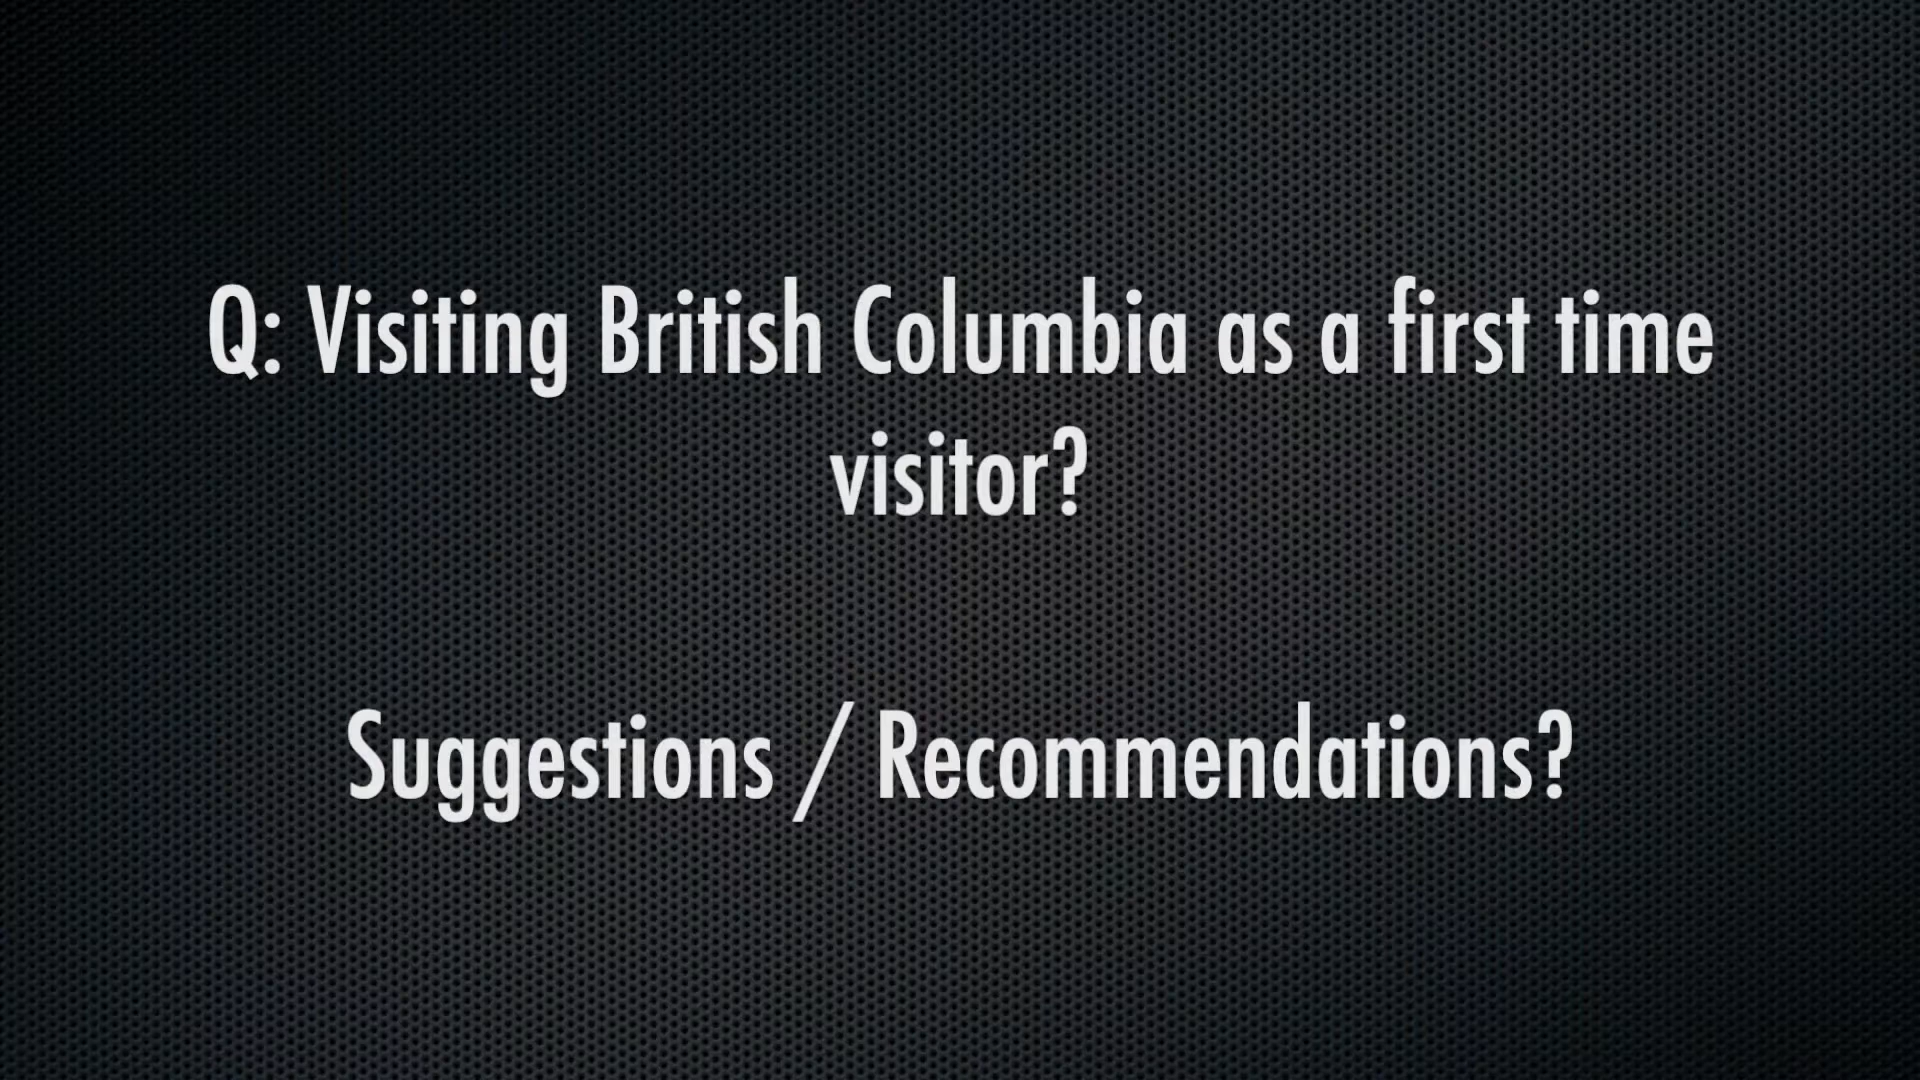 Q: Visiting British Columbia as a first time
visitor?
Suggestions / Recommendations?